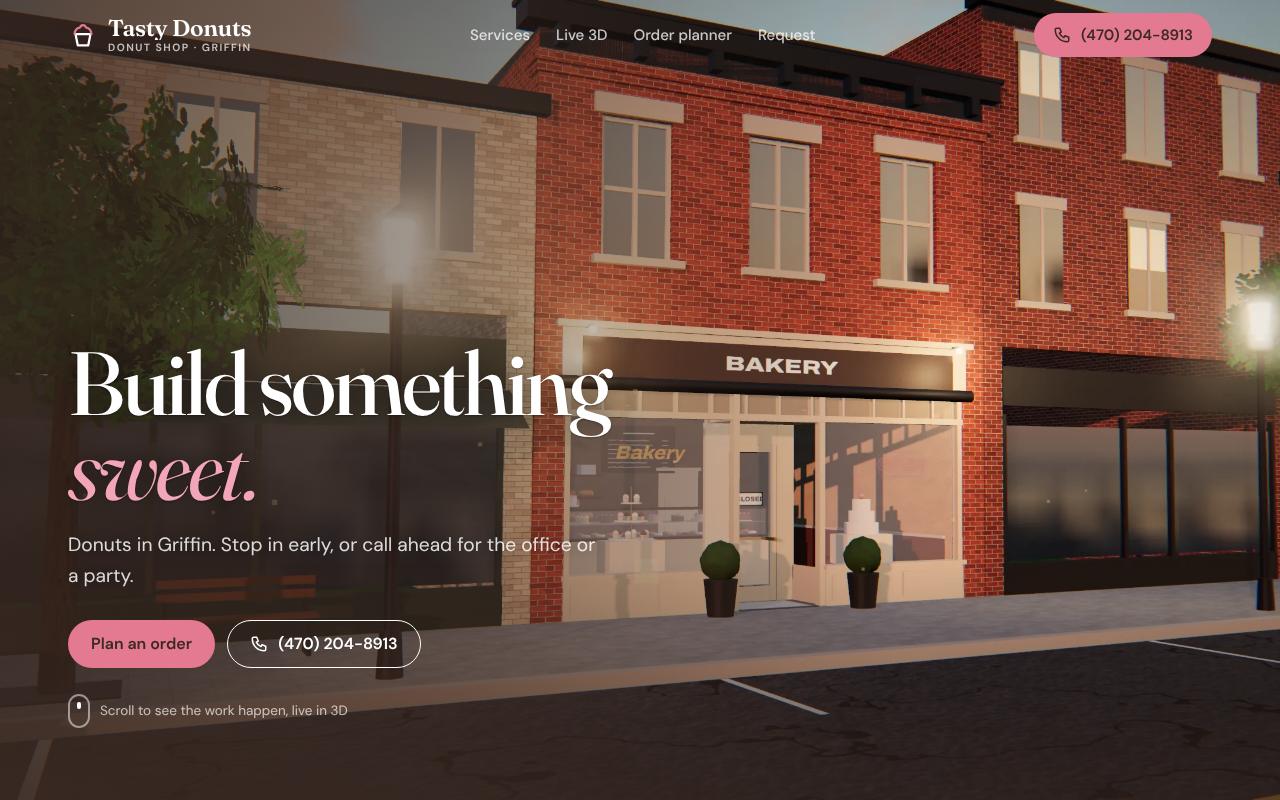 Tasty Donuts
DONUT SHOP · GRIFFIN
Services
Live 3D
Order planner
Request
(470) 204-8913
BAKERY
Bakery
CLOSED
Build something
sweet.
Donuts in Griffin. Stop in early, or call ahead for the office or
a party.
Plan an order
(470) 204-8913
Scroll to see the work happen, live in 3D